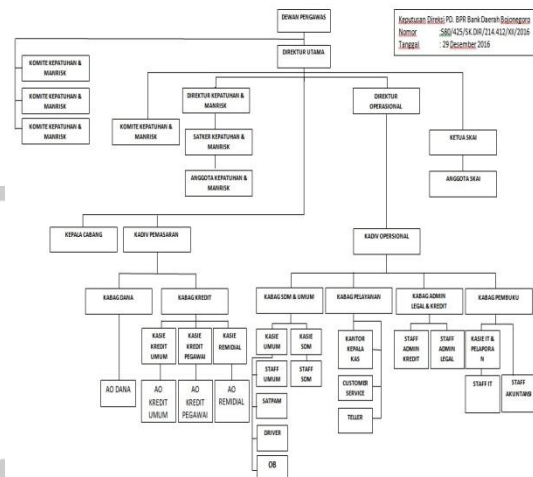 DEWAN PENGAWAS
Keputusan Direksi PD. BPR Bank Daerah Bojonegoro
Nomor :580/425/SK.DIR/214.412/XII/2016
Tanggal : 29 Desember 2016
DIREKTUR UTAMA
KOMITE KEPATUHAN &
MANRISK
KOMITE KEPATUHAN &
MANRISK
KOMITE KEPATUHAN &
MANRISK
DIREKTUR KEPATUHAN &
MANRISK
DIREKTUR
OPERASIONAL
KOMITE KEPATUHAN &
MANRISK
SATKER KEPATUHAN &
MANRISK
KETUA SKAI
ANGGOTA KEPATUHAN &
MANRISK
ANGGOTA SKAI
KEPALA CABANG
KADIV PEMASARAN
KADIV OPERSIONAL
KABAG DANA
KABAG KREDIT
KABAG SDM & UMUM
KABAG PELAYANAN
KABAG ADMIN
LEGAL & KREDIT
KABAG PEMBUKU
KASIE
KREDIT
UMUM
KASIE
KREDIT
PEGAWAI
KASIE
REMIDIAL
KASIE
UMUM
KASIE
SDM
KANTOR
KEPALA
KAS
STAFF
ADMIN
KREDIT
STAFF
ADMIN
LEGAL
KASIE IT &
PELAPORA
N
AO DANA
AO
KREDIT
UMUM
AO
KREDIT
PEGAWAI
AO
REMIDIAL
STAFF
UMUM
STAFF
SDM
CUSTOMER
SERVICE
STAFF IT
STAFF
AKUNTANSI
SATPAM
TELLER
DRIVER
OB